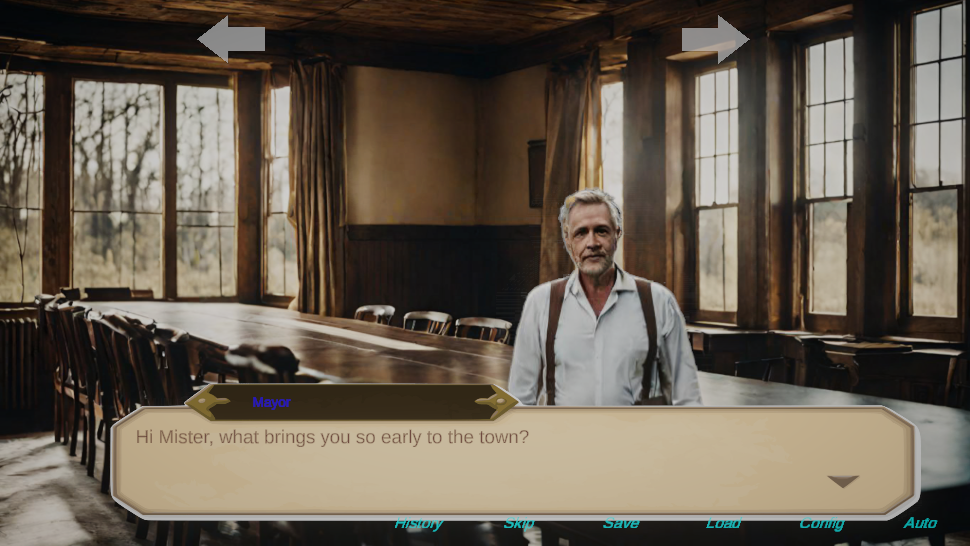 Mayor
Hi Mister, what brings you so early to the town?
History Skip Save Load Config Auto